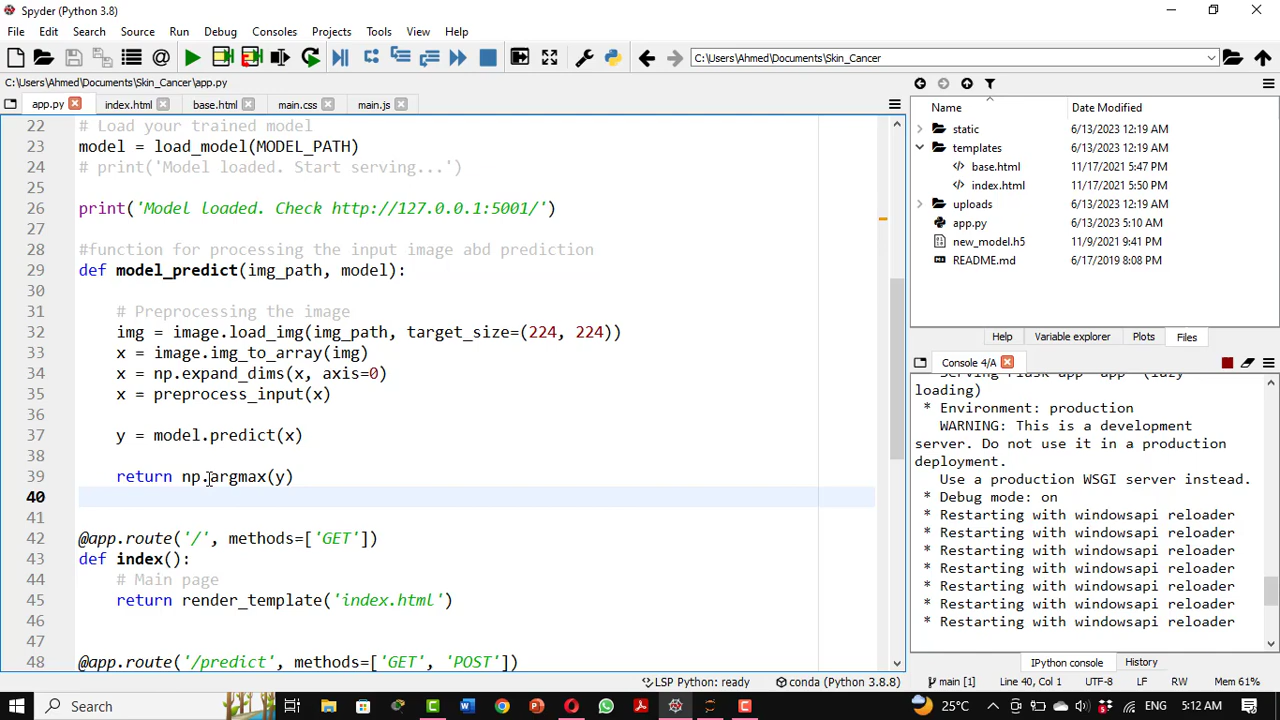 Spyder (Python 3.8)
File Edit Search Source Run Debug Consoles Projects Tools View Help
C:\Users\Ahmed\Documents\Skin_Cancer
C:\Users\Ahmed\Documents\Skin_Cancer\app.py
app.py index.html base.html main.css main.js
22 # Load your trained model
23 model = load_model(MODEL_PATH)
24 # print('Model loaded. Start serving...')
25
26 print('Model loaded. Check http://127.0.0.1:5001/')
27
28 #function for processing the input image abd prediction
29 def model_predict(img_path, model):
30
31 # Preprocessing the image
32 img = image.load_img(img_path, target_size=(224, 224))
33 x = image.img_to_array(img)
34 x = np.expand_dims(x, axis=0)
35 x = preprocess_input(x)
36
37 y = model.predict(x)
38
39 return np.argmax(y)
40
41
42 @app.route('/', methods=['GET'])
43 def index():
44 # Main page
45 return render_template('index.html')
46
47
48 @app.route('/predict', methods=['GET', 'POST'])
Name Date Modified
static 6/13/2023 12:19 AM
templates 6/13/2023 12:19 AM
base.html 11/17/2021 5:47 PM
index.html 11/17/2021 5:50 PM
uploads 6/13/2023 12:19 AM
app.py 6/13/2023 5:10 AM
new_model.h5 11/9/2021 9:41 PM
README.md 6/17/2019 8:08 PM
Help Variable explorer Plots Files
Console 4/A
* Serving Flask app "app" (lazy
loading)
* Environment: production
WARNING: This is a development
server. Do not use it in a production
deployment.
Use a production WSGI server instead.
* Debug mode: on
* Restarting with windowsapi reloader
* Restarting with windowsapi reloader
* Restarting with windowsapi reloader
* Restarting with windowsapi reloader
* Restarting with windowsapi reloader
* Restarting with windowsapi reloader
* Restarting with windowsapi reloader
IPython console History
LSP Python: ready conda (Python 3.8.8) main [1] Line 40, Col 1 UTF-8 LF RW Mem 61%
Search 25°C ENG 5:12 AM